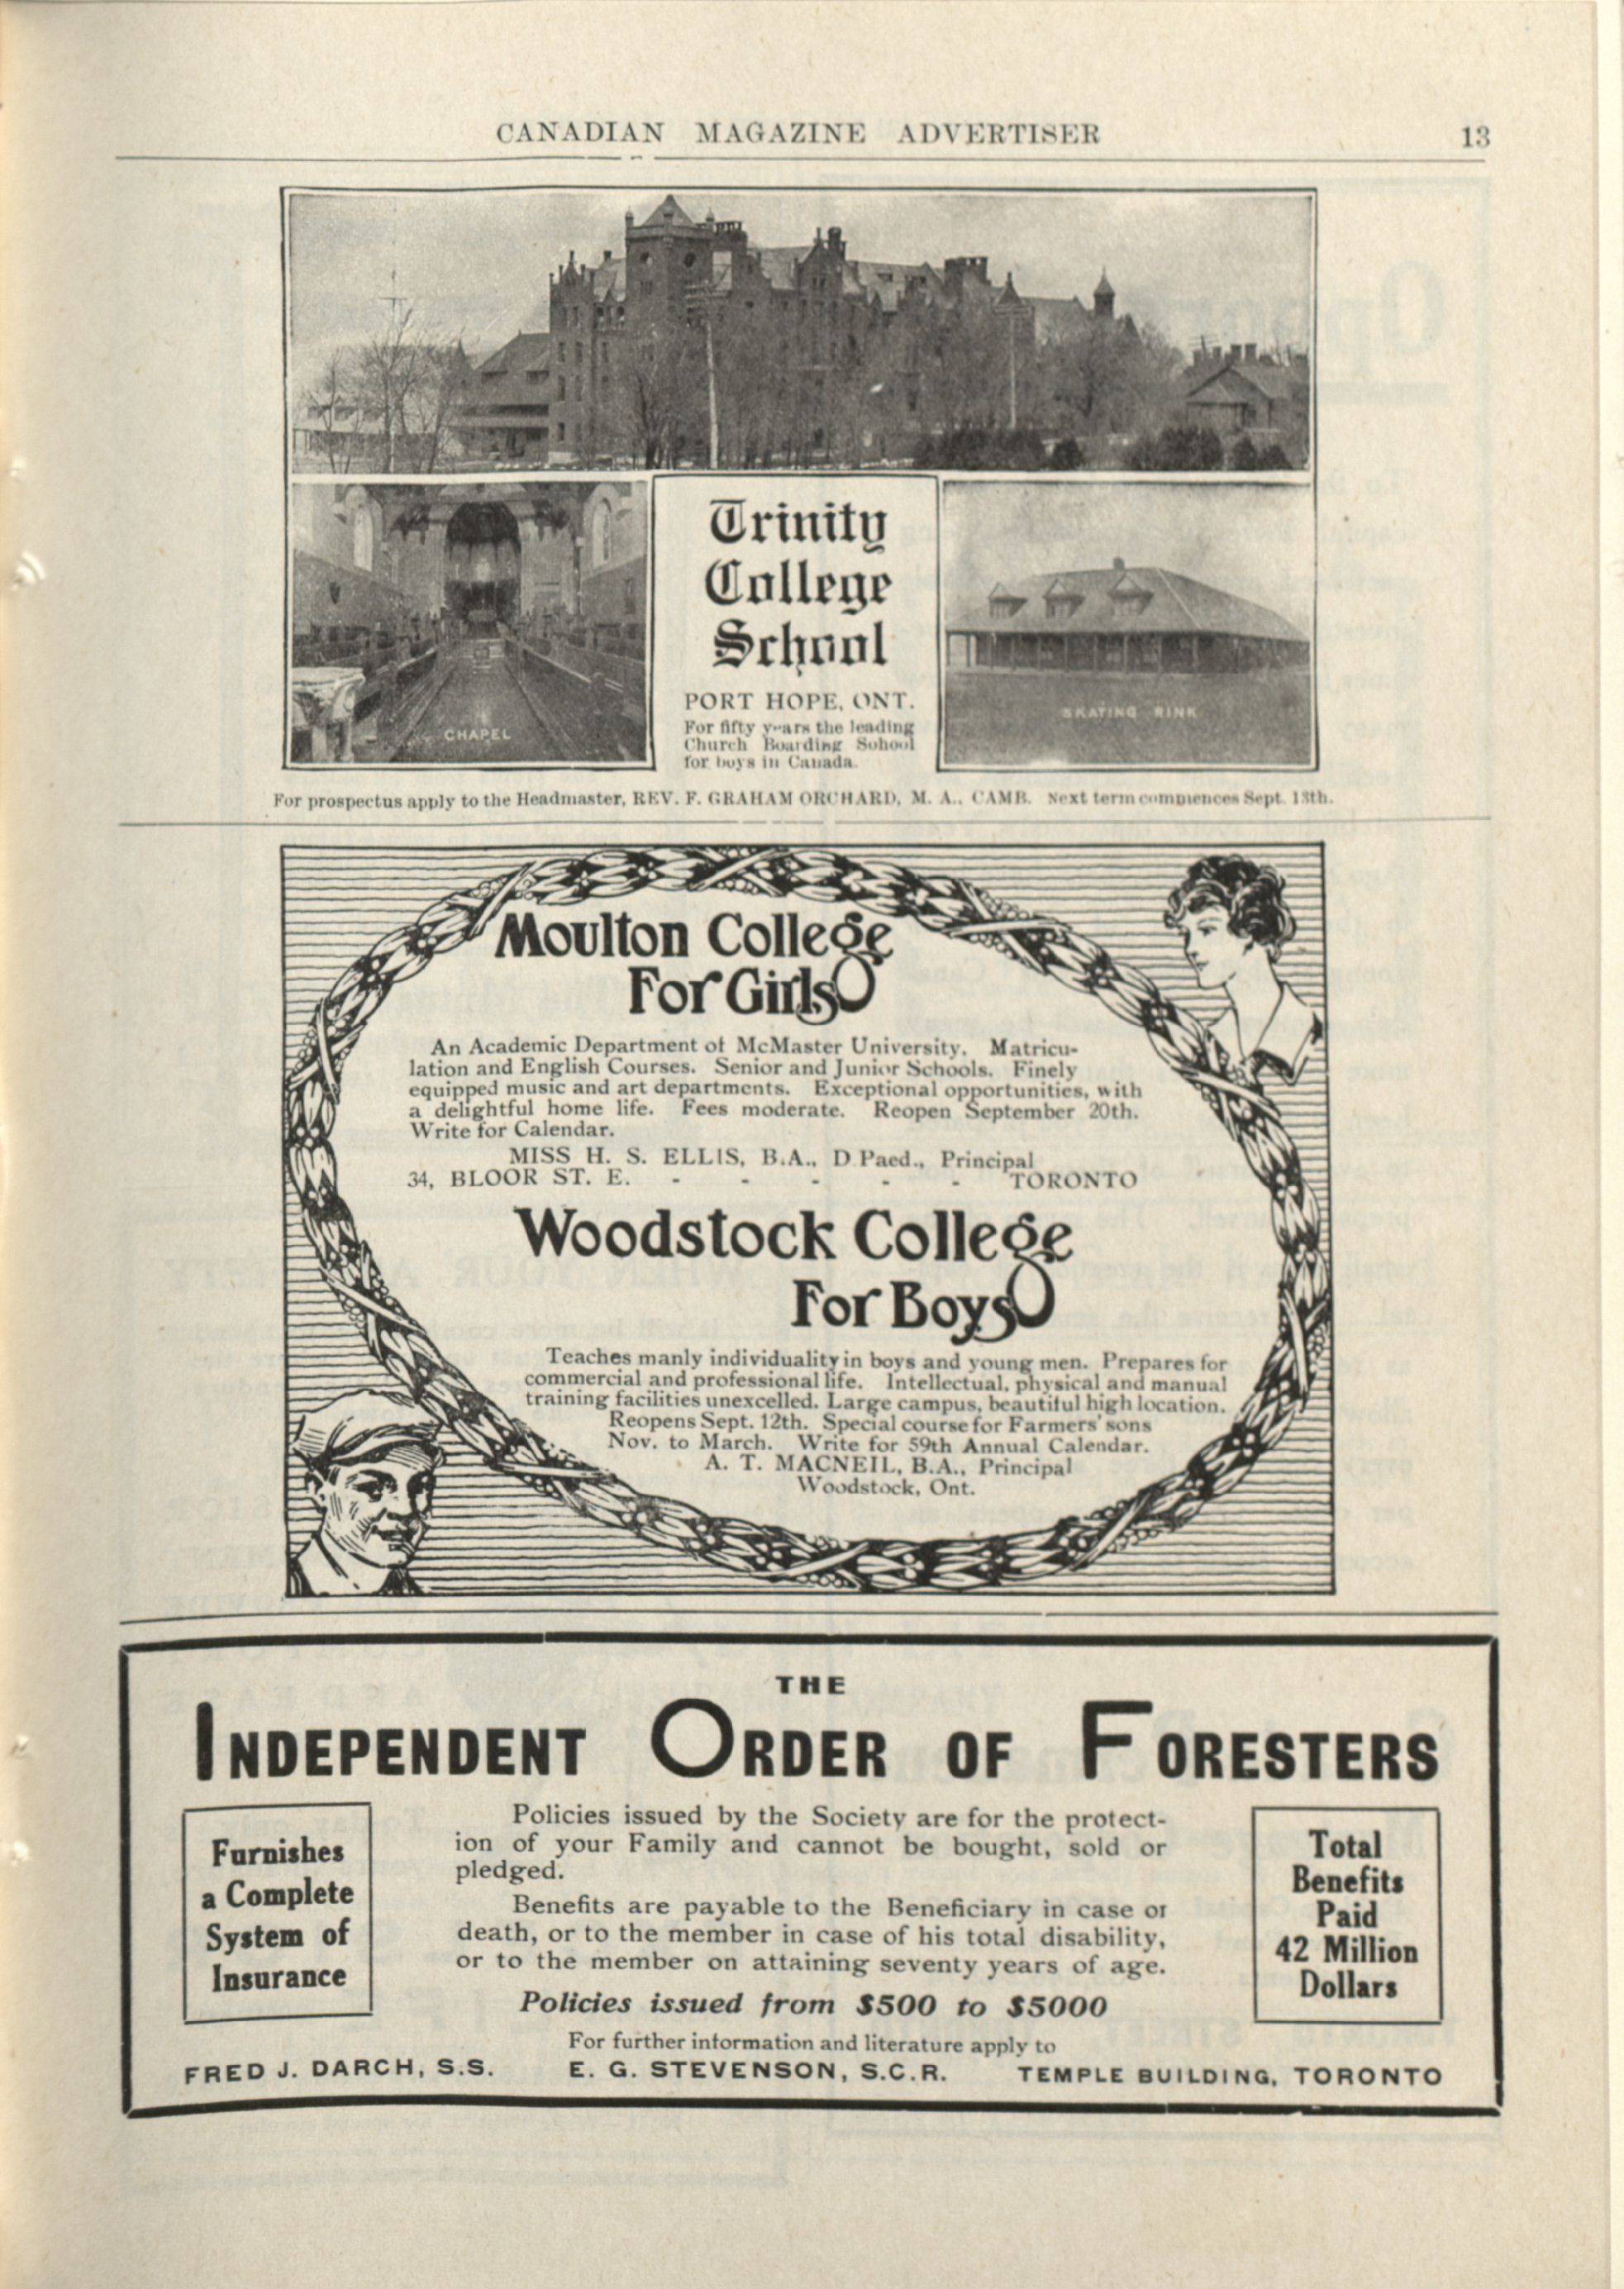 CANADIAN MAGAZINE ADVERTISER 13
Trinity
College
School
PORT HOPE, ONT.
For fifty years the leading
Church Boarding School
for boys in Canada.
CHAPEL
SKATING RINK
For prospectus apply to the Headmaster, REV. F. GRAHAM ORCHARD, M. A., CAMB. Next term commences Sept. 13th.
Moulton College
For Girls
An Academic Department of McMaster University. Matricu-
lation and English Courses. Senior and Junior Schools. Finely
equipped music and art departments. Exceptional opportunities, with
a delightful home life. Fees moderate. Reopen September 20th.
Write for Calendar.
MISS H. S. ELLIS, B.A., D Paed., Principal
34, BLOOR ST. E. - - - - - TORONTO
Woodstock College
For Boys
Teaches manly individuality in boys and young men. Prepares for
commercial and professional life. Intellectual, physical and manual
training facilities unexcelled. Large campus, beautiful high location.
Reopens Sept. 12th. Special course for Farmers' sons
Nov. to March. Write for 59th Annual Calendar.
A. T. MACNEIL, B.A., Principal
Woodstock, Ont.
THE
INDEPENDENT ORDER OF FORESTERS
Furnishes
a Complete
System of
Insurance
Policies issued by the Society are for the protect-
ion of your Family and cannot be bought, sold or
pledged.
Benefits are payable to the Beneficiary in case of
death, or to the member in case of his total disability,
or to the member on attaining seventy years of age.
Policies issued from $500 to $5000
Total
Benefits
Paid
42 Million
Dollars
For further information and literature apply to
FRED J. DARCH, S.S. E. G. STEVENSON, S.C.R. TEMPLE BUILDING, TORONTO